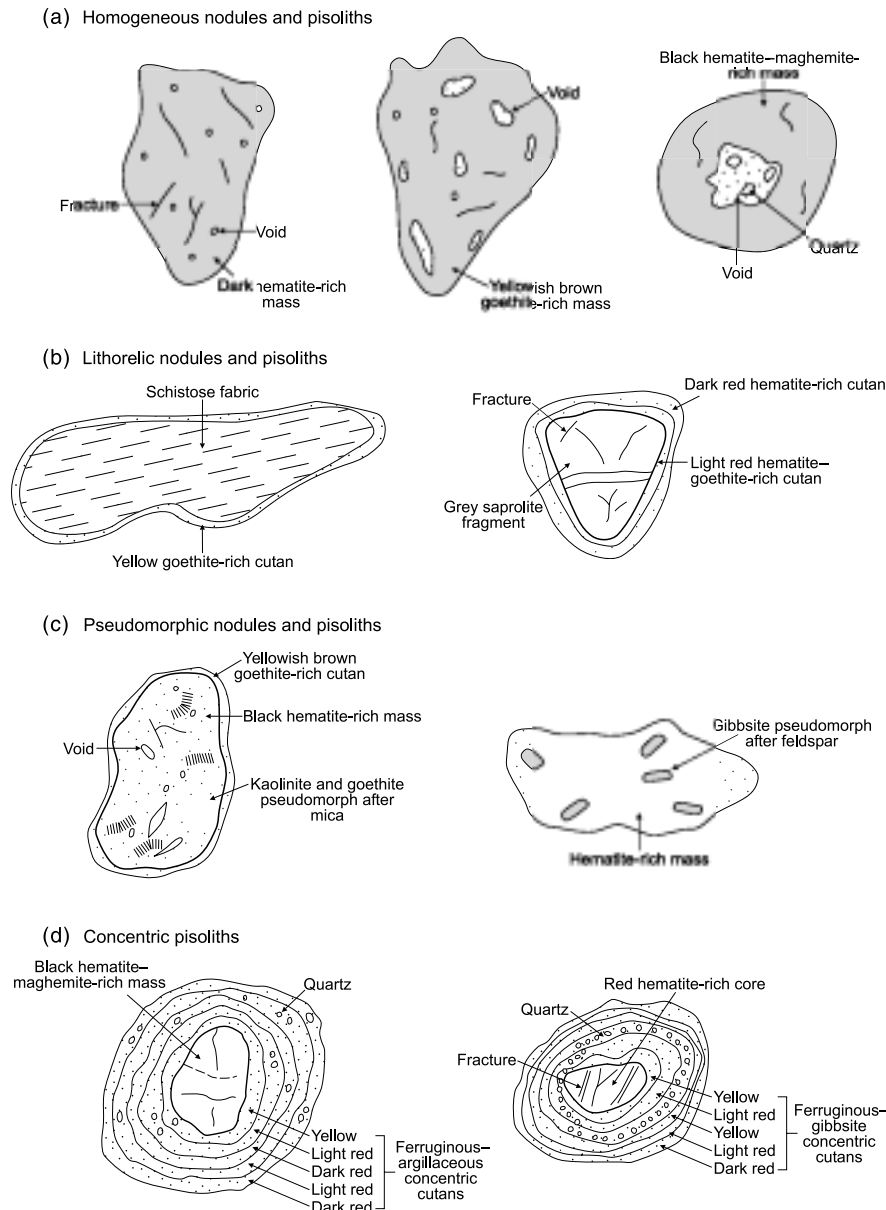 (a) Homogeneous nodules and pisoliths
Black hematite–maghemite-
rich mass
Void
Fracture
Void
Dark hematite-rich
mass
Yellowish brown
goethite-rich mass
Quartz
Void
(b) Lithorelic nodules and pisoliths
Schistose fabric
Yellow goethite-rich cutan
Fracture
Dark red hematite-rich cutan
Light red hematite–
goethite-rich cutan
Grey saprolite
fragment
(c) Pseudomorphic nodules and pisoliths
Yellowish brown
goethite-rich cutan
Black hematite-rich mass
Void
Kaolinite and goethite
pseudomorph after
mica
Gibbsite pseudomorph
after feldspar
Hematite-rich mass
(d) Concentric pisoliths
Black hematite–
maghemite-rich mass
Quartz
Yellow
Light red
Dark red
Light red
Dark red
Ferruginous–
argillaceous
concentric
cutans
Red hematite-rich core
Quartz
Fracture
Yellow
Light red
Yellow
Light red
Dark red
Ferruginous–
gibbsite
concentric
cutans